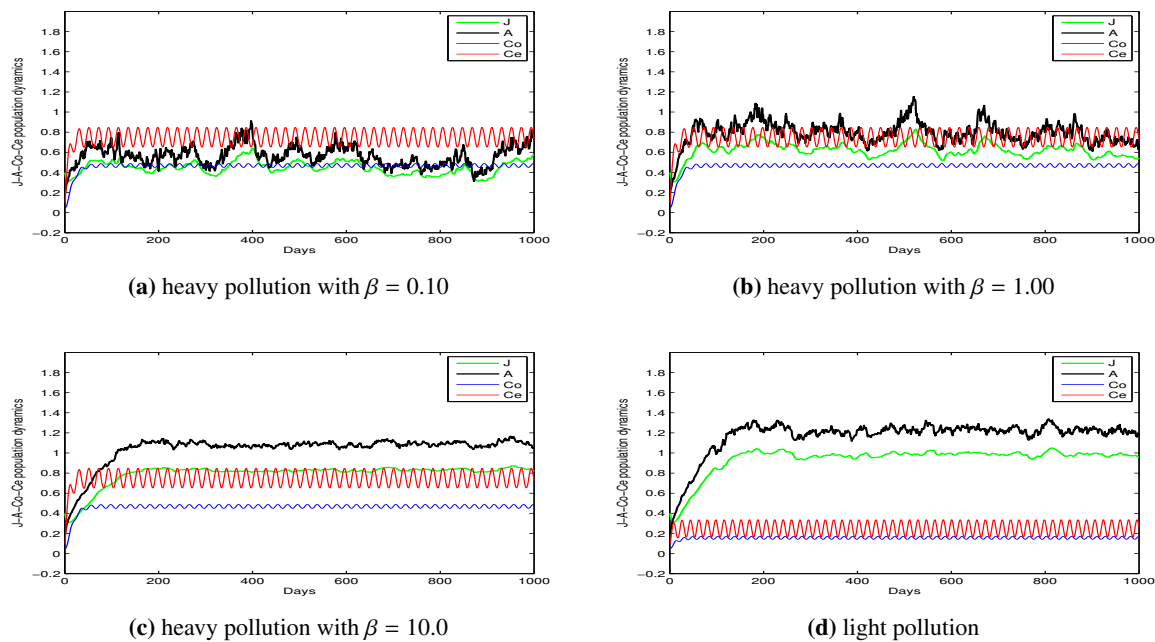 J-A-Co-Ce population dynamics
1.8
1.6
1.4
1.2
1
0.8
0.6
0.4
0.2
0
−0.2
0 200 400 600 800 1000
Days
J
A
Co
Ce
(a) heavy pollution with β = 0.10
J-A-Co-Ce population dynamics
1.8
1.6
1.4
1.2
1
0.8
0.6
0.4
0.2
0
−0.2
0 200 400 600 800 1000
Days
J
A
Co
Ce
(b) heavy pollution with β = 1.00
J-A-Co-Ce population dynamics
1.8
1.6
1.4
1.2
1
0.8
0.6
0.4
0.2
0
−0.2
0 200 400 600 800 1000
Days
J
A
Co
Ce
(c) heavy pollution with β = 10.0
J-A-Co-Ce population dynamics
1.8
1.6
1.4
1.2
1
0.8
0.6
0.4
0.2
0
−0.2
0 200 400 600 800 1000
Days
J
A
Co
Ce
(d) light pollution